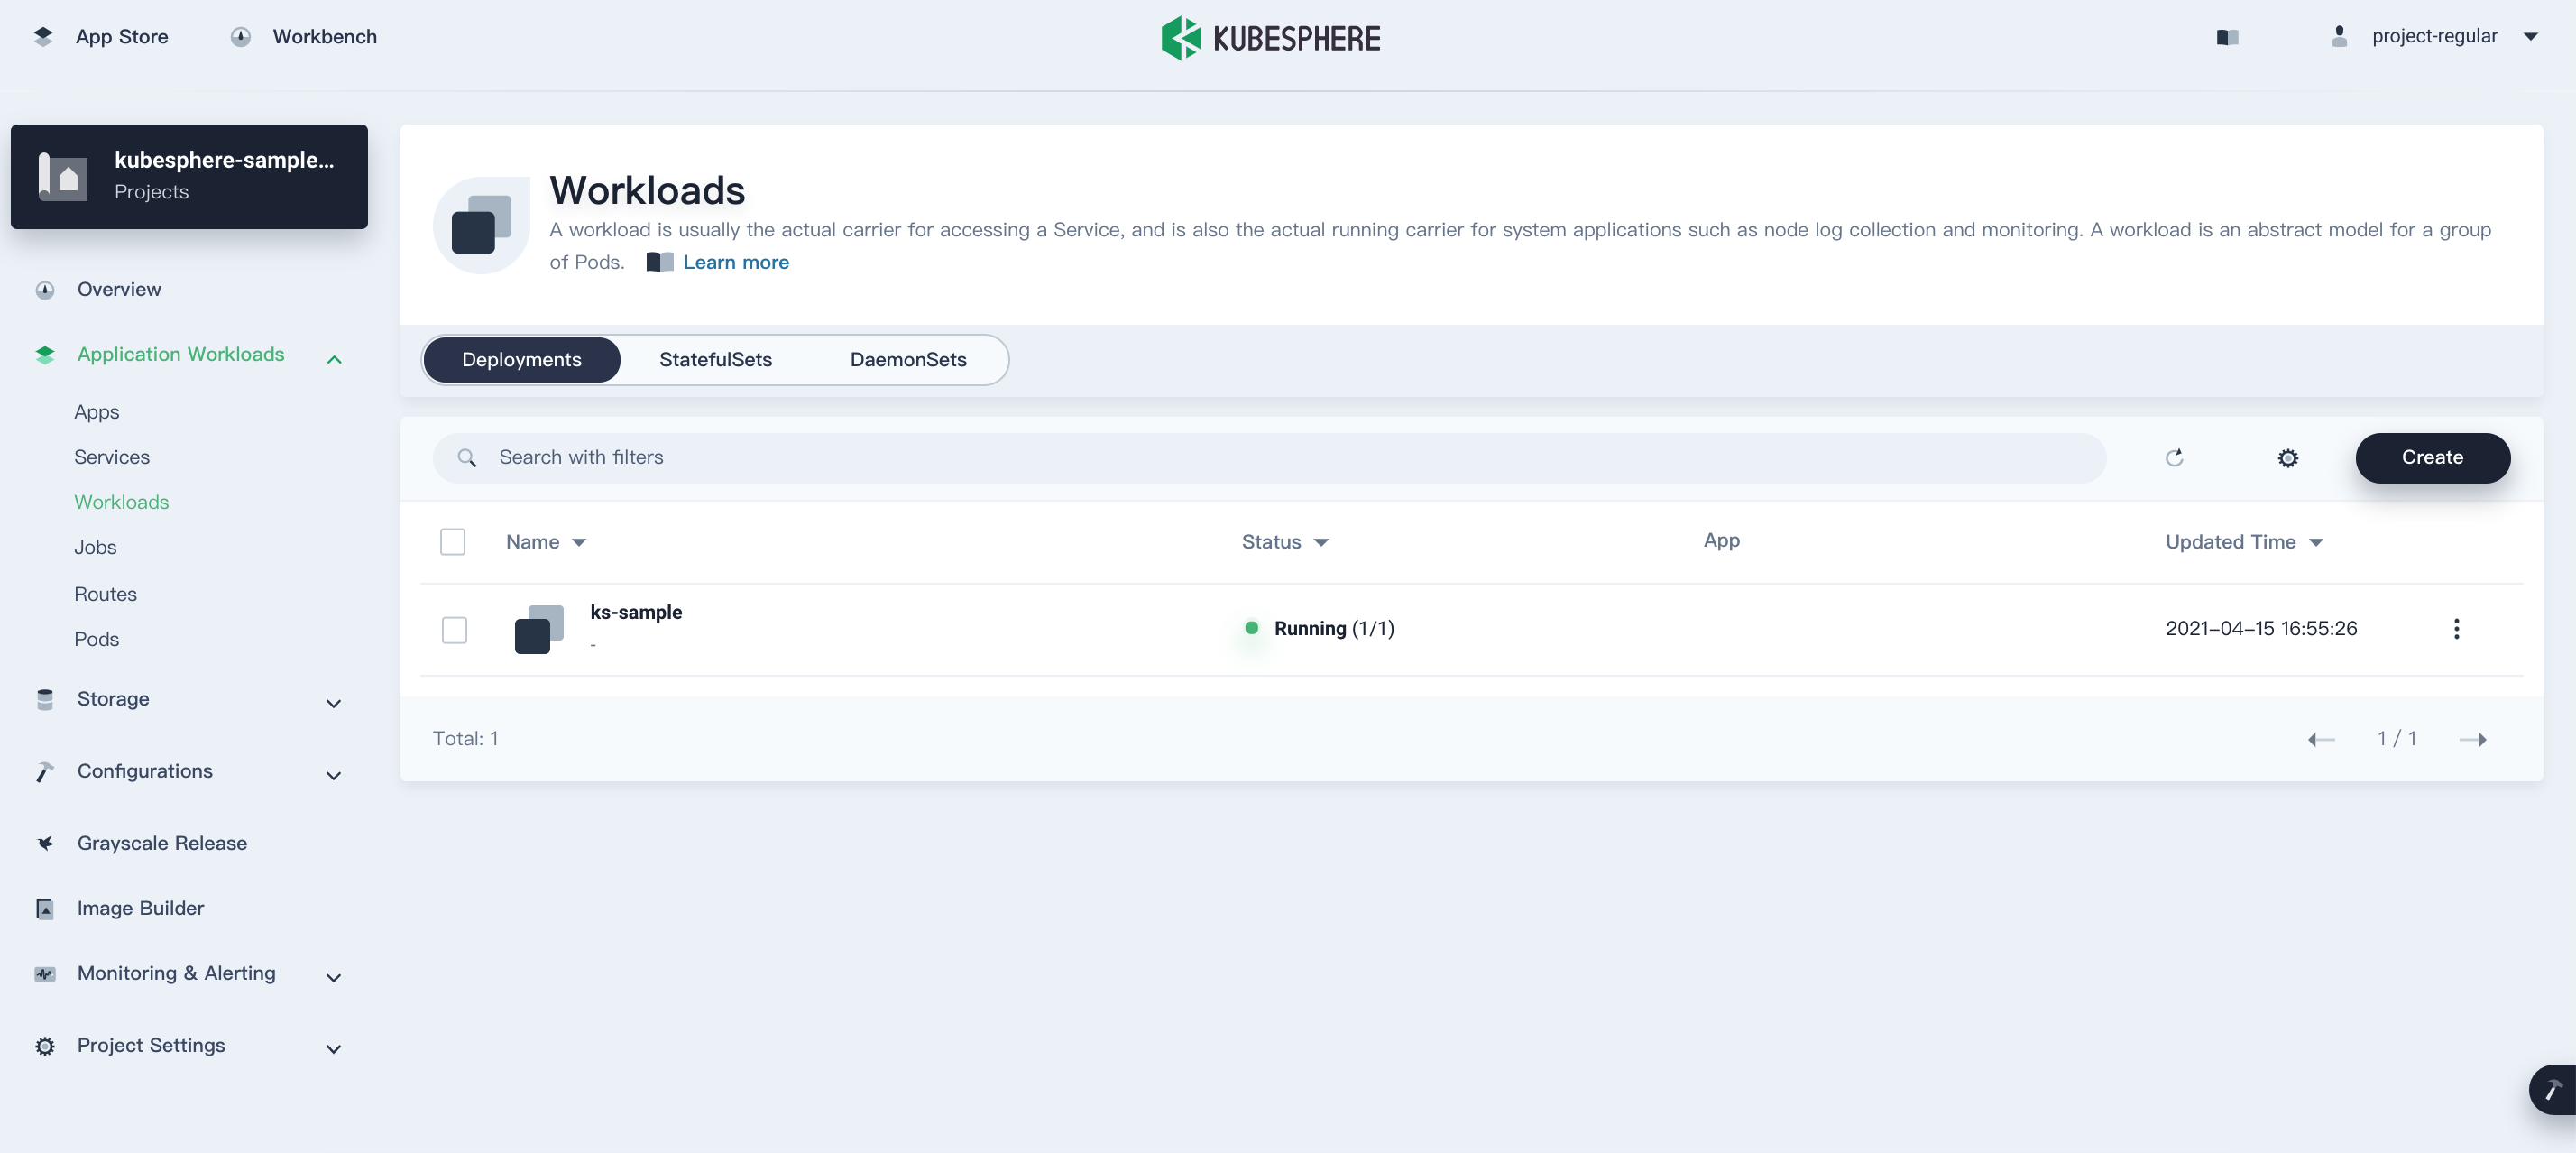 App Store
Workbench
KUBESPHERE
project-regular
kubesphere-sample...
Projects
Overview
Application Workloads
Apps
Services
Workloads
Jobs
Routes
Pods
Storage
Configurations
Grayscale Release
Image Builder
Monitoring & Alerting
Project Settings
Workloads
A workload is usually the actual carrier for accessing a Service, and is also the actual running carrier for system applications such as node log collection and monitoring. A workload is an abstract model for a group
of Pods. Learn more
Deployments StatefulSets DaemonSets
Search with filters
Create
Name Status App Updated Time
ks-sample
-
Running (1/1)
2021-04-15 16:55:26
Total: 1
1 / 1